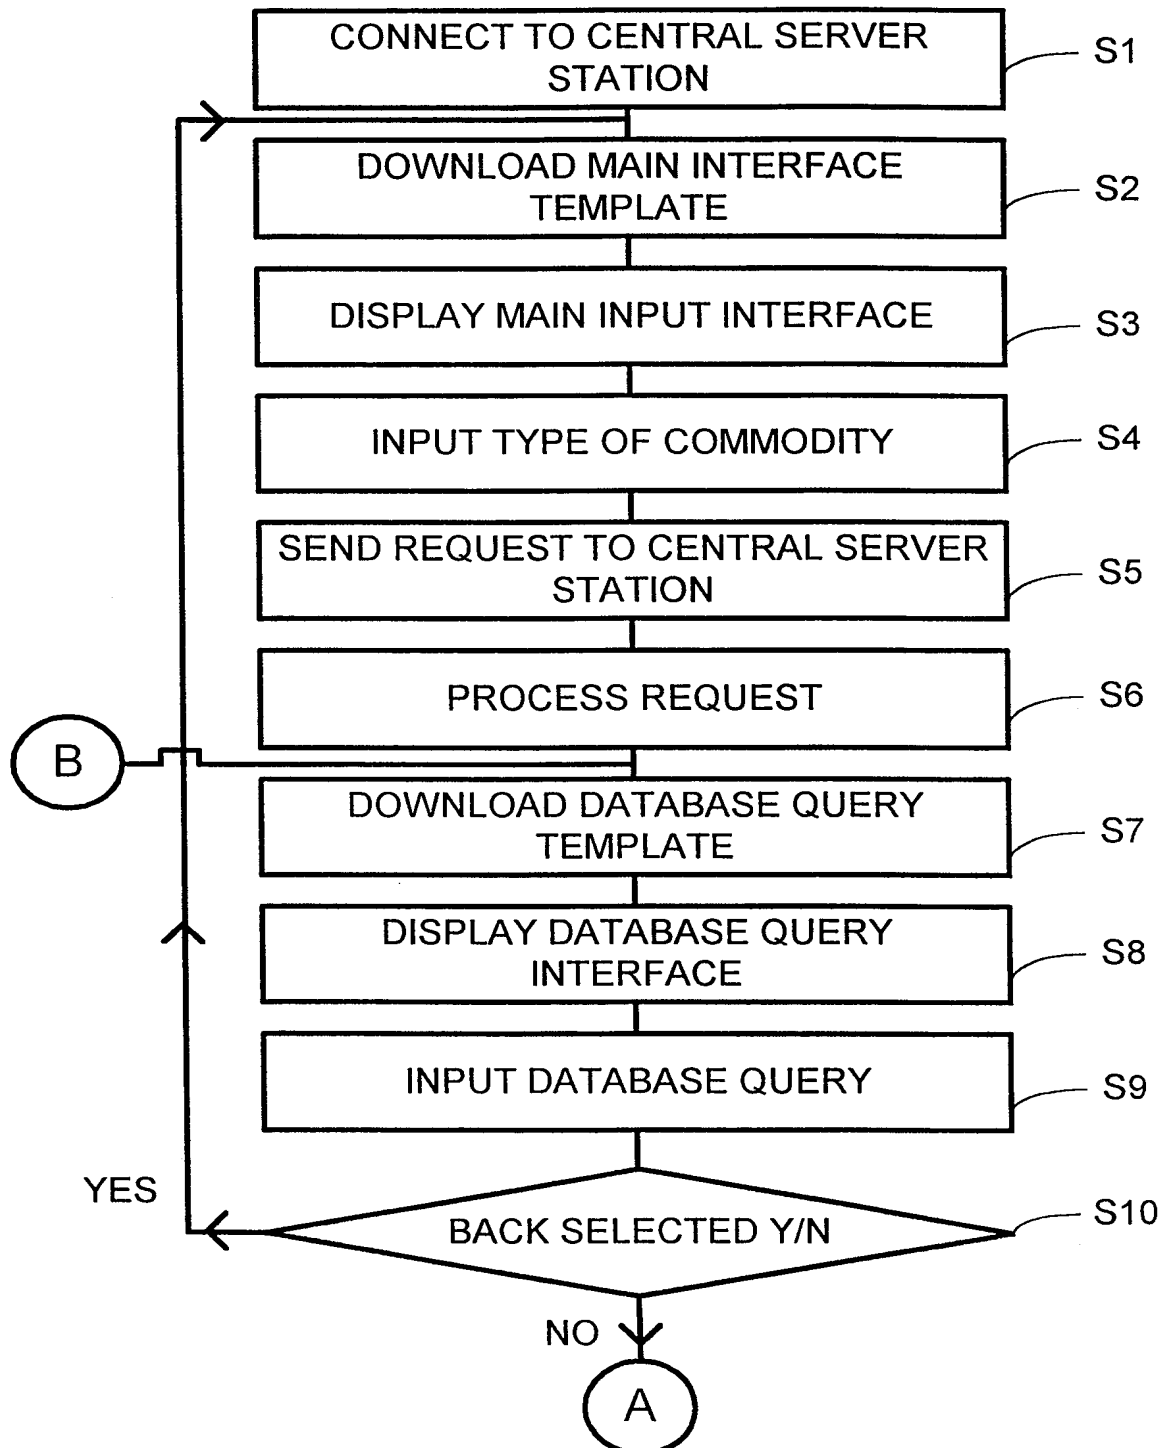 CONNECT TO CENTRAL SERVER
STATION
S1
DOWNLOAD MAIN INTERFACE
TEMPLATE
S2
DISPLAY MAIN INPUT INTERFACE
S3
INPUT TYPE OF COMMODITY
S4
SEND REQUEST TO CENTRAL SERVER
STATION
S5
PROCESS REQUEST
S6
B
DOWNLOAD DATABASE QUERY
TEMPLATE
S7
DISPLAY DATABASE QUERY
INTERFACE
S8
INPUT DATABASE QUERY
S9
YES
BACK SELECTED Y/N
S10
NO
A